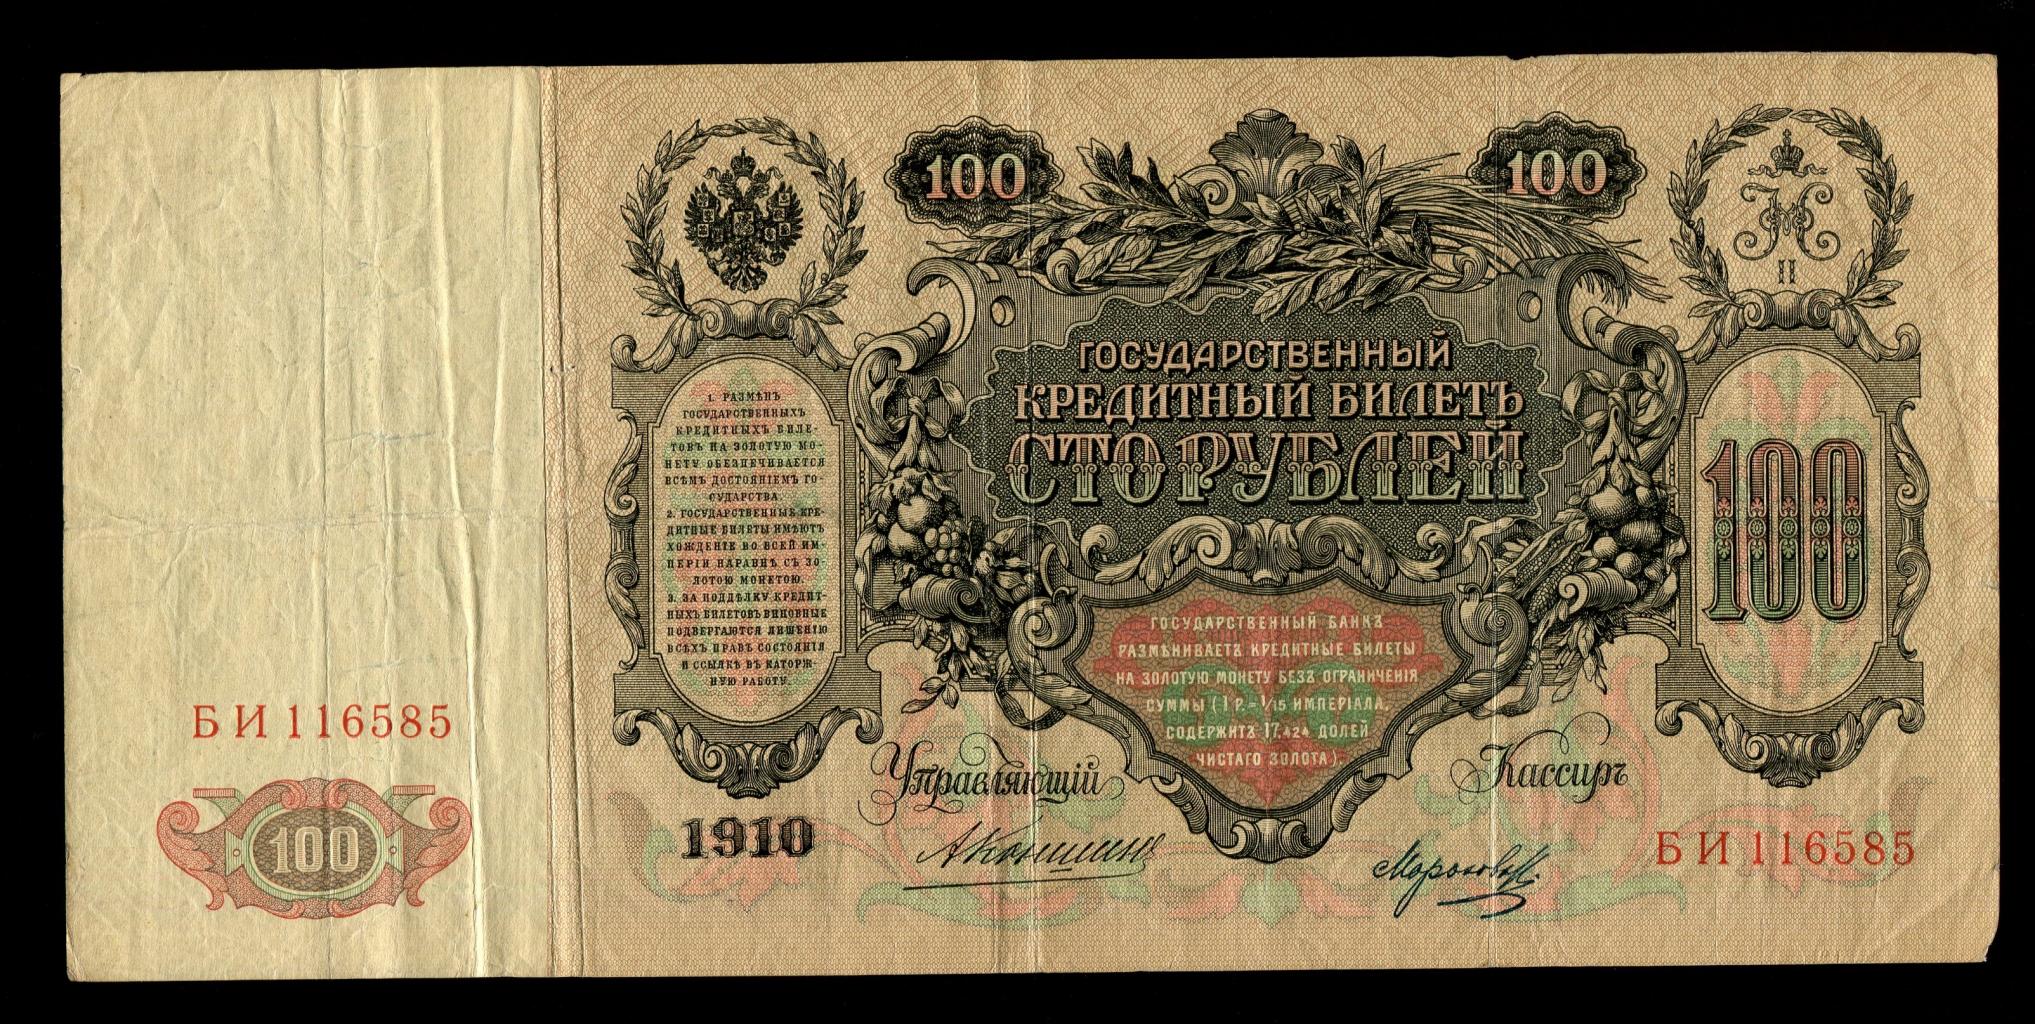 100
100
Н
II
ГОСУДАРСТВЕННЫЙ
КРЕДИТНЫЙ БИЛЕТЪ
СТО РУБЛЕЙ
1. РАЗМѢНЪ
ГОСУДАРСТВЕННЫХЪ
КРЕДИТНЫХЪ БИЛЕ-
ТОВЪ НА ЗОЛОТУЮ МО-
НЕТУ ОБЕЗПЕЧИВАЕТСЯ
ВСѢМЪ ДОСТОЯНІЕМЪ ГО-
СУДАРСТВА.
2. ГОСУДАРСТВЕННЫЕ КРЕ-
ДИТНЫЕ БИЛЕТЫ ИМѢЮТЪ
ХОЖДЕНІЕ ВО ВСЕЙ ИМ-
ПЕРІИ НАРАВНѢ СЪ ЗО-
ЛОТОЮ МОНЕТОЮ.
3. ЗА ПОДДѢЛКУ КРЕДИТ-
НЫХЪ БИЛЕТОВЪ ВИНОВНЫЕ
ПОДВЕРГАЮТСЯ ЛИШЕНІЮ
ВСѢХЪ ПРАВЪ СОСТОЯНІЯ
И ССЫЛКѢ ВЪ КАТОРЖ-
НУЮ РАБОТУ.
100
ГОСУДАРСТВЕННЫЙ БАНКЪ
РАЗМѢНИВАЕТЪ КРЕДИТНЫЕ БИЛЕТЫ
НА ЗОЛОТУЮ МОНЕТУ БЕЗЪ ОГРАНИЧЕНІЯ
СУММЫ (1 Р. = 1/15 ИМПЕРІАЛА,
СОДЕРЖИТЪ 17,424 ДОЛЕЙ
ЧИСТАГО ЗОЛОТА).
Управляющій
Кассиръ
БИ 116585
100
1910
АКоншинъ
БИ 116585